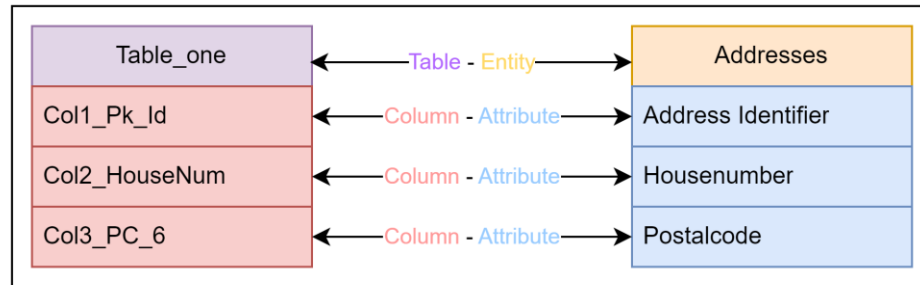 Table_one Table - Entity Addresses
Col1_Pk_Id Column - Attribute Address Identifier
Col2_HouseNum Column - Attribute Housenumber
Col3_PC_6 Column - Attribute Postalcode